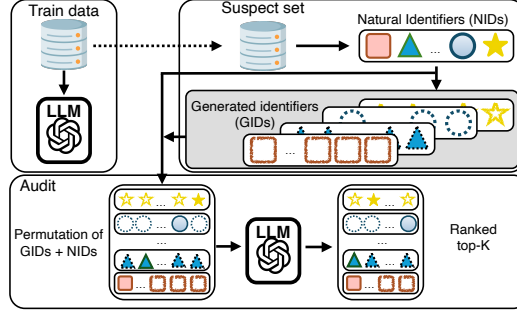 Train data
Suspect set
Natural Identifiers (NIDs)
...
LLM
Generated identifiers
(GIDs)
...
Audit
Permutation of
GIDs + NIDs
...
...
...
...
...
LLM
...
...
...
...
...
Ranked
top-K